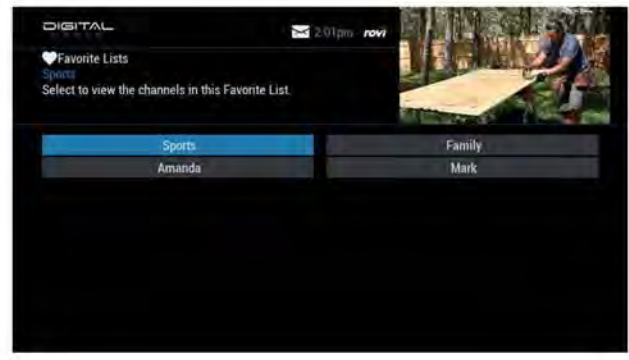 DIGITAL
2:01pm rovi
Favorite Lists
Sports
Select to view the channels in this Favorite List.
Sports Family
Amanda Mark